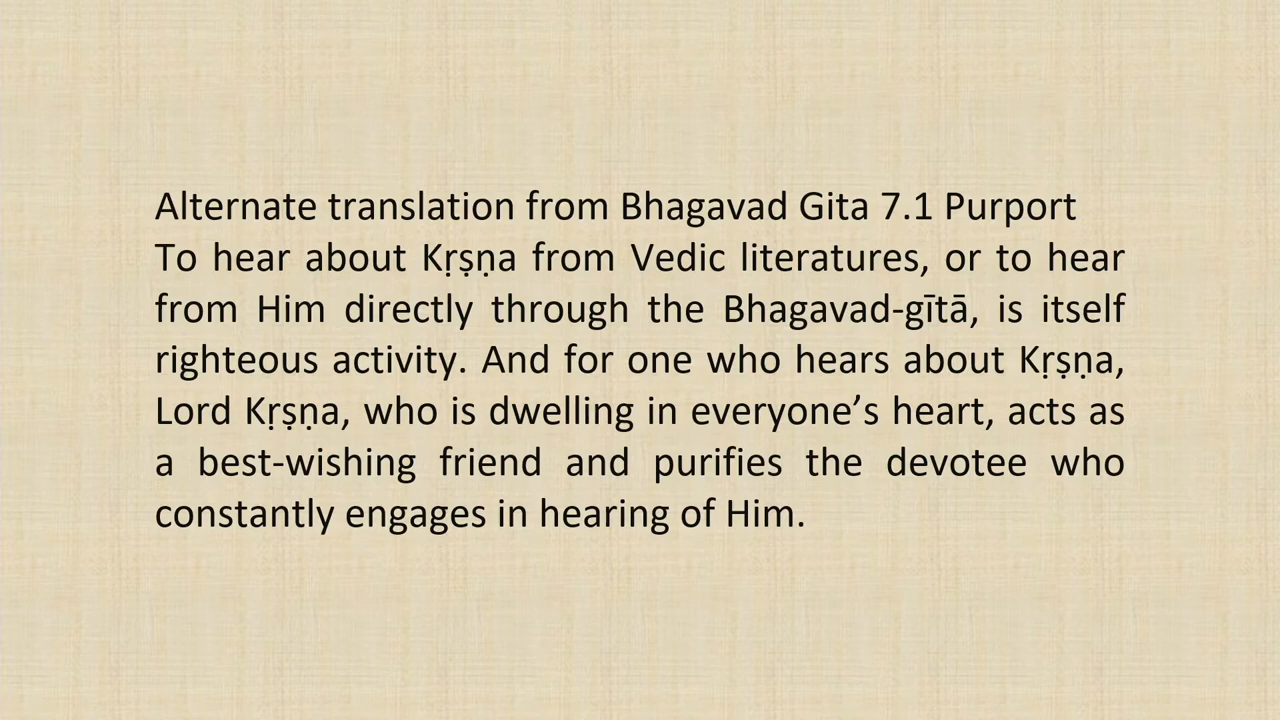 Alternate translation from Bhagavad Gita 7.1 Purport
To hear about Kṛṣṇa from Vedic literatures, or to hear
from Him directly through the Bhagavad-gītā, is itself
righteous activity. And for one who hears about Kṛṣṇa,
Lord Kṛṣṇa, who is dwelling in everyone’s heart, acts as
a best-wishing friend and purifies the devotee who
constantly engages in hearing of Him.